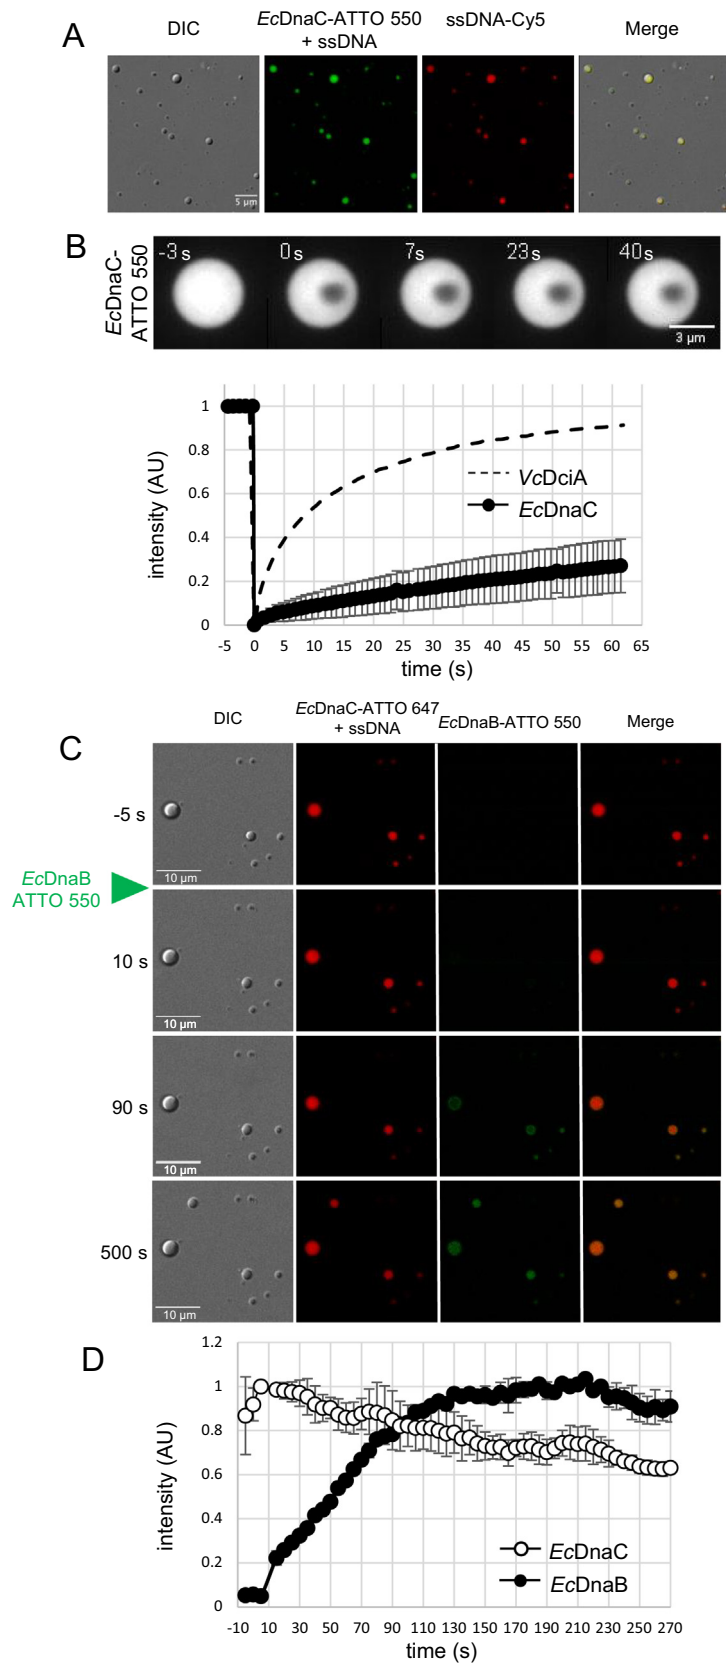 A
DIC
EcDnaC-ATTO 550
+ ssDNA
ssDNA-Cy5
Merge
5 µm
B
EcDnaC-
ATTO 550
-3 s
0s
7s
23s
40s
3 µm
1
0.8
0.6
0.4
0.2
0
intensity (AU)
VcDciA
EcDnaC
-5 0 5 10 15 20 25 30 35 40 45 50 55 60 65
time (s)
C
DIC
EcDnaC-ATTO 647
+ ssDNA
EcDnaB-ATTO 550
Merge
-5 s
10 µm
EcDnaB
ATTO 550
10 s
10 µm
90 s
10 µm
500 s
10 µm
D
1.2
1
0.8
0.6
0.4
0.2
0
intensity (AU)
EcDnaC
EcDnaB
-10 10 30 50 70 90 110 130 150 170 190 210 230 250 270
time (s)